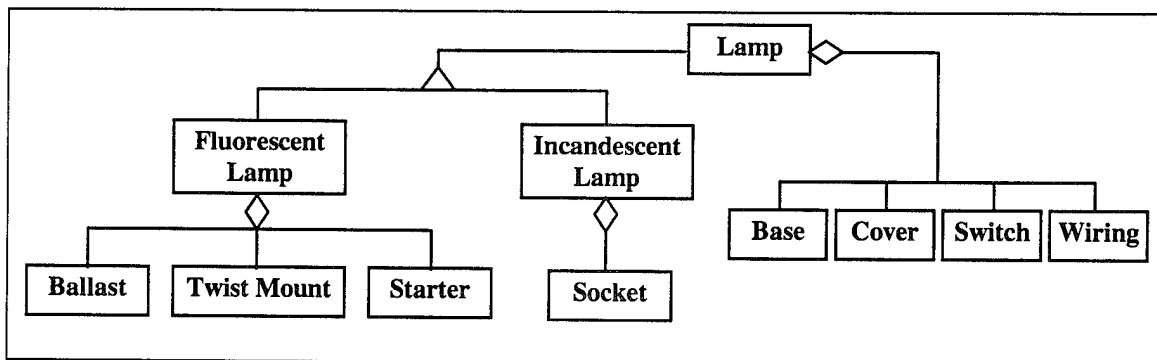 Lamp
Fluorescent
Lamp
Incandescent
Lamp
Base
Cover
Switch
Wiring
Ballast
Twist Mount
Starter
Socket